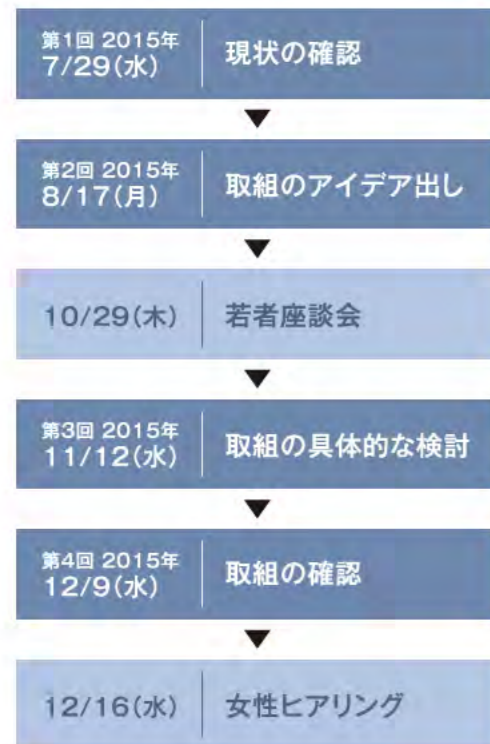 第1回 2015年
7/29(水)
現状の確認
第2回 2015年
8/17(月)
取組のアイデア出し
10/29(木)
若者座談会
第3回 2015年
11/12(水)
取組の具体的な検討
第4回 2015年
12/9(水)
取組の確認
12/16(水)
女性ヒアリング